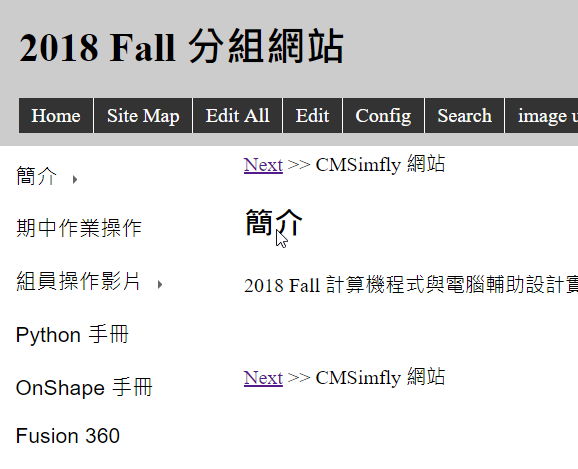 2018 Fall 分組網站
Home Site Map Edit All Edit Config Search image
簡介
期中作業操作
組員操作影片
Python 手冊
OnShape 手冊
Fusion 360
Next >> CMSimfly 網站
簡介
2018 Fall 計算機程式與電腦輔助設計實
Next >> CMSimfly 網站